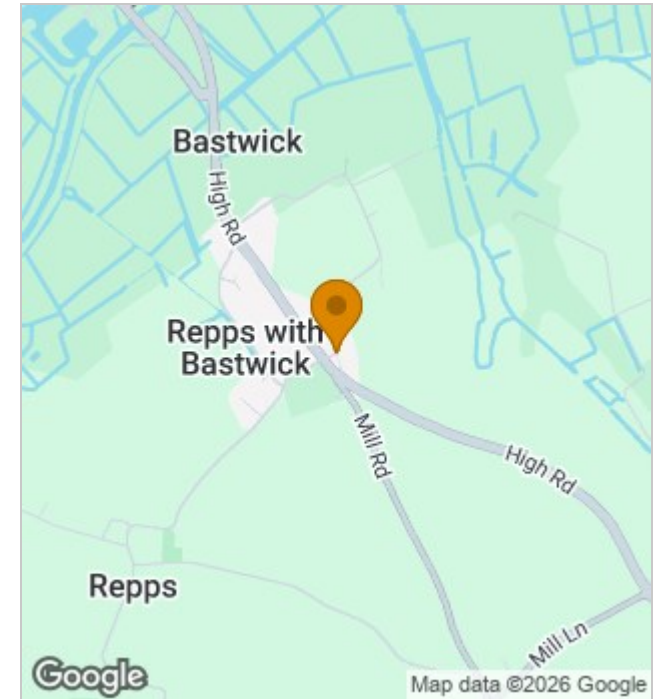 Bastwick
High Rd
Repps with
Bastwick
Mill Rd
High Rd
Repps
Mill Ln
Google
Map data ©2026 Google